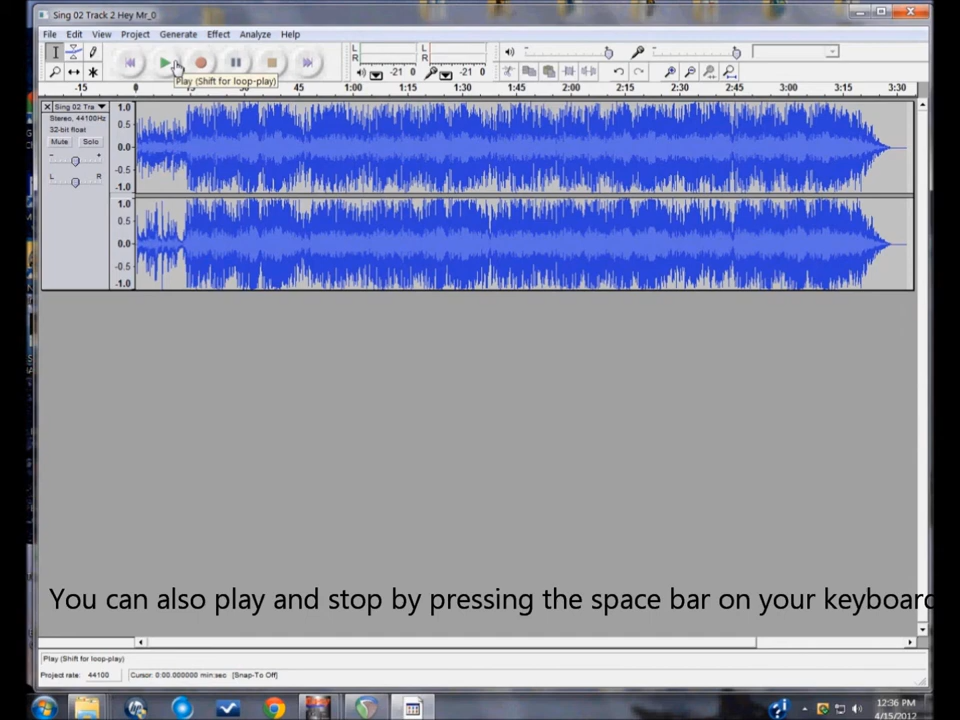 Sing 02 Track 2 Hey Mr_0
File Edit View Project Generate Effect Analyze Help
L R -21 0 L R -21 0
Play (Shift for loop-play)
-15 0 15 45 1:00 1:15 1:30 1:45 2:00 2:15 2:30 2:45 3:00 3:15 3:30
Sing 02 Tra
Stereo, 44100Hz
32-bit float
Mute Solo
- +
L R
1.0
0.5
0.0
-0.5
-1.0
1.0
0.5
0.0
-0.5
-1.0
You can also play and stop by pressing the space bar on your keyboard
Play (Shift for loop-play)
Project rate: 44100 Cursor: 0:00.000000 min:sec [Snap-To Off]
12:36 PM
4/15/2012